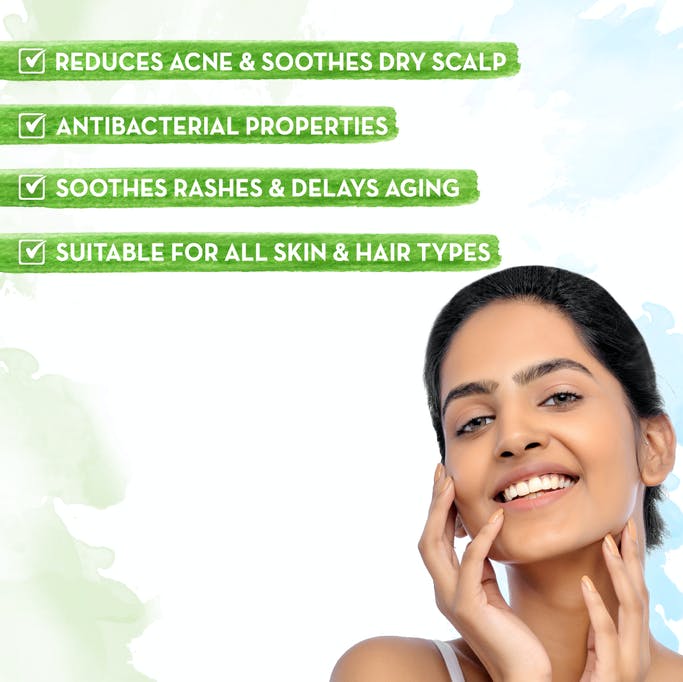 REDUCES ACNE & SOOTHES DRY SCALP
ANTIBACTERIAL PROPERTIES
SOOTHES RASHES & DELAYS AGING
SUITABLE FOR ALL SKIN & HAIR TYPES